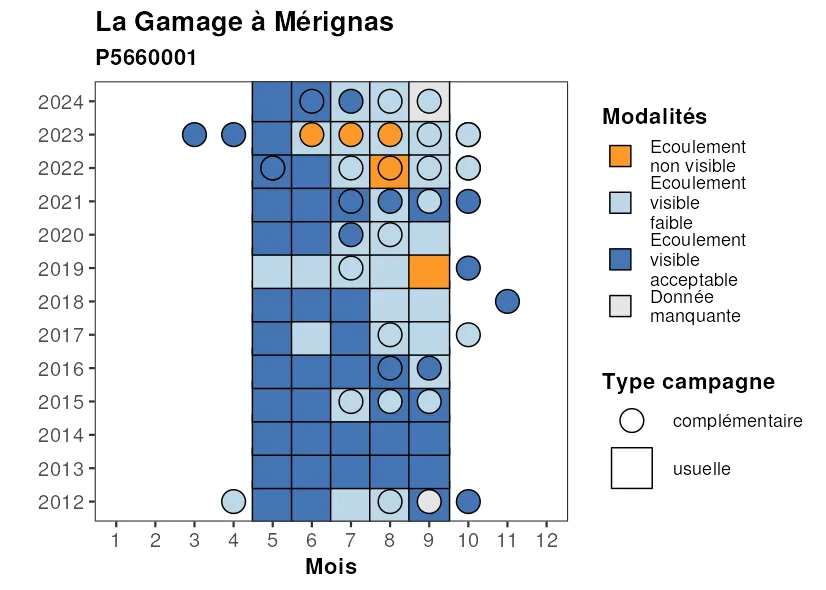 La Gamage à Mérignas
P5660001
2024
2023
2022
2021
2020
2019
2018
2017
2016
2015
2014
2013
2012
1 2 3 4 5 6 7 8 9 10 11 12
Mois
Modalités
Ecoulement
non visible
Ecoulement
visible
faible
Ecoulement
visible
acceptable
Donnée
manquante
Type campagne
complémentaire
usuelle